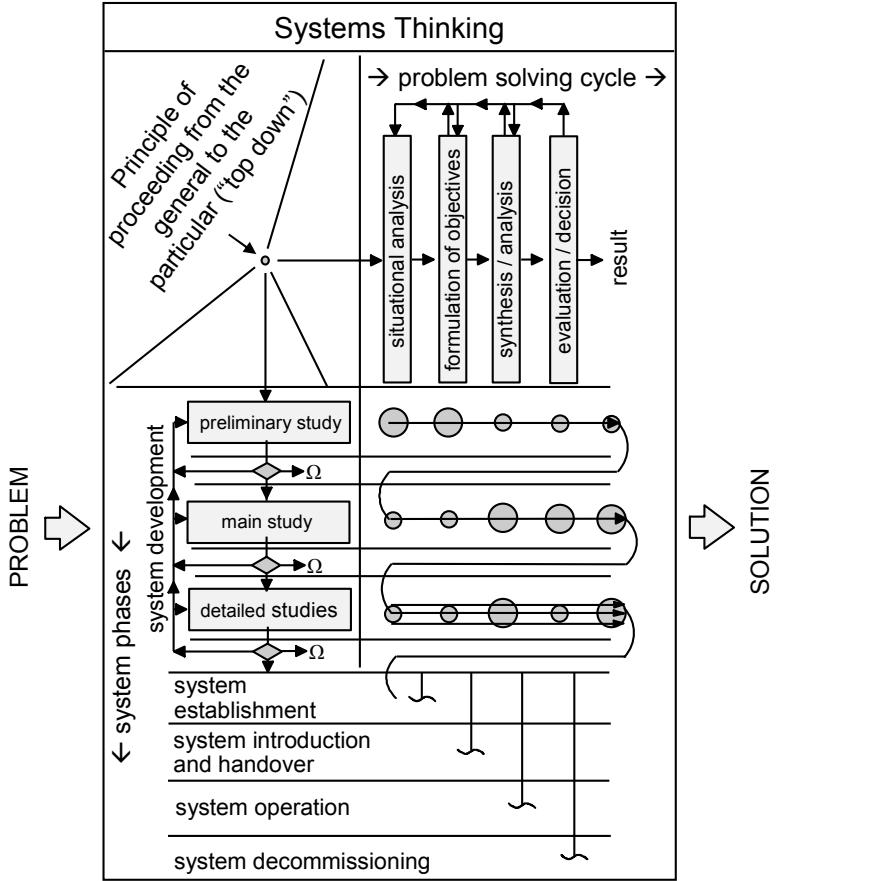 Systems Thinking
Principle of
proceeding from the
general to the
particular (“top down”)
→ problem solving cycle →
situational analysis
formulation of objectives
synthesis / analysis
evaluation / decision
result
PROBLEM
SOLUTION
← system phases ←
system development
preliminary study
Ω
main study
Ω
detailed studies
Ω
system
establishment
system introduction
and handover
system operation
system decommissioning